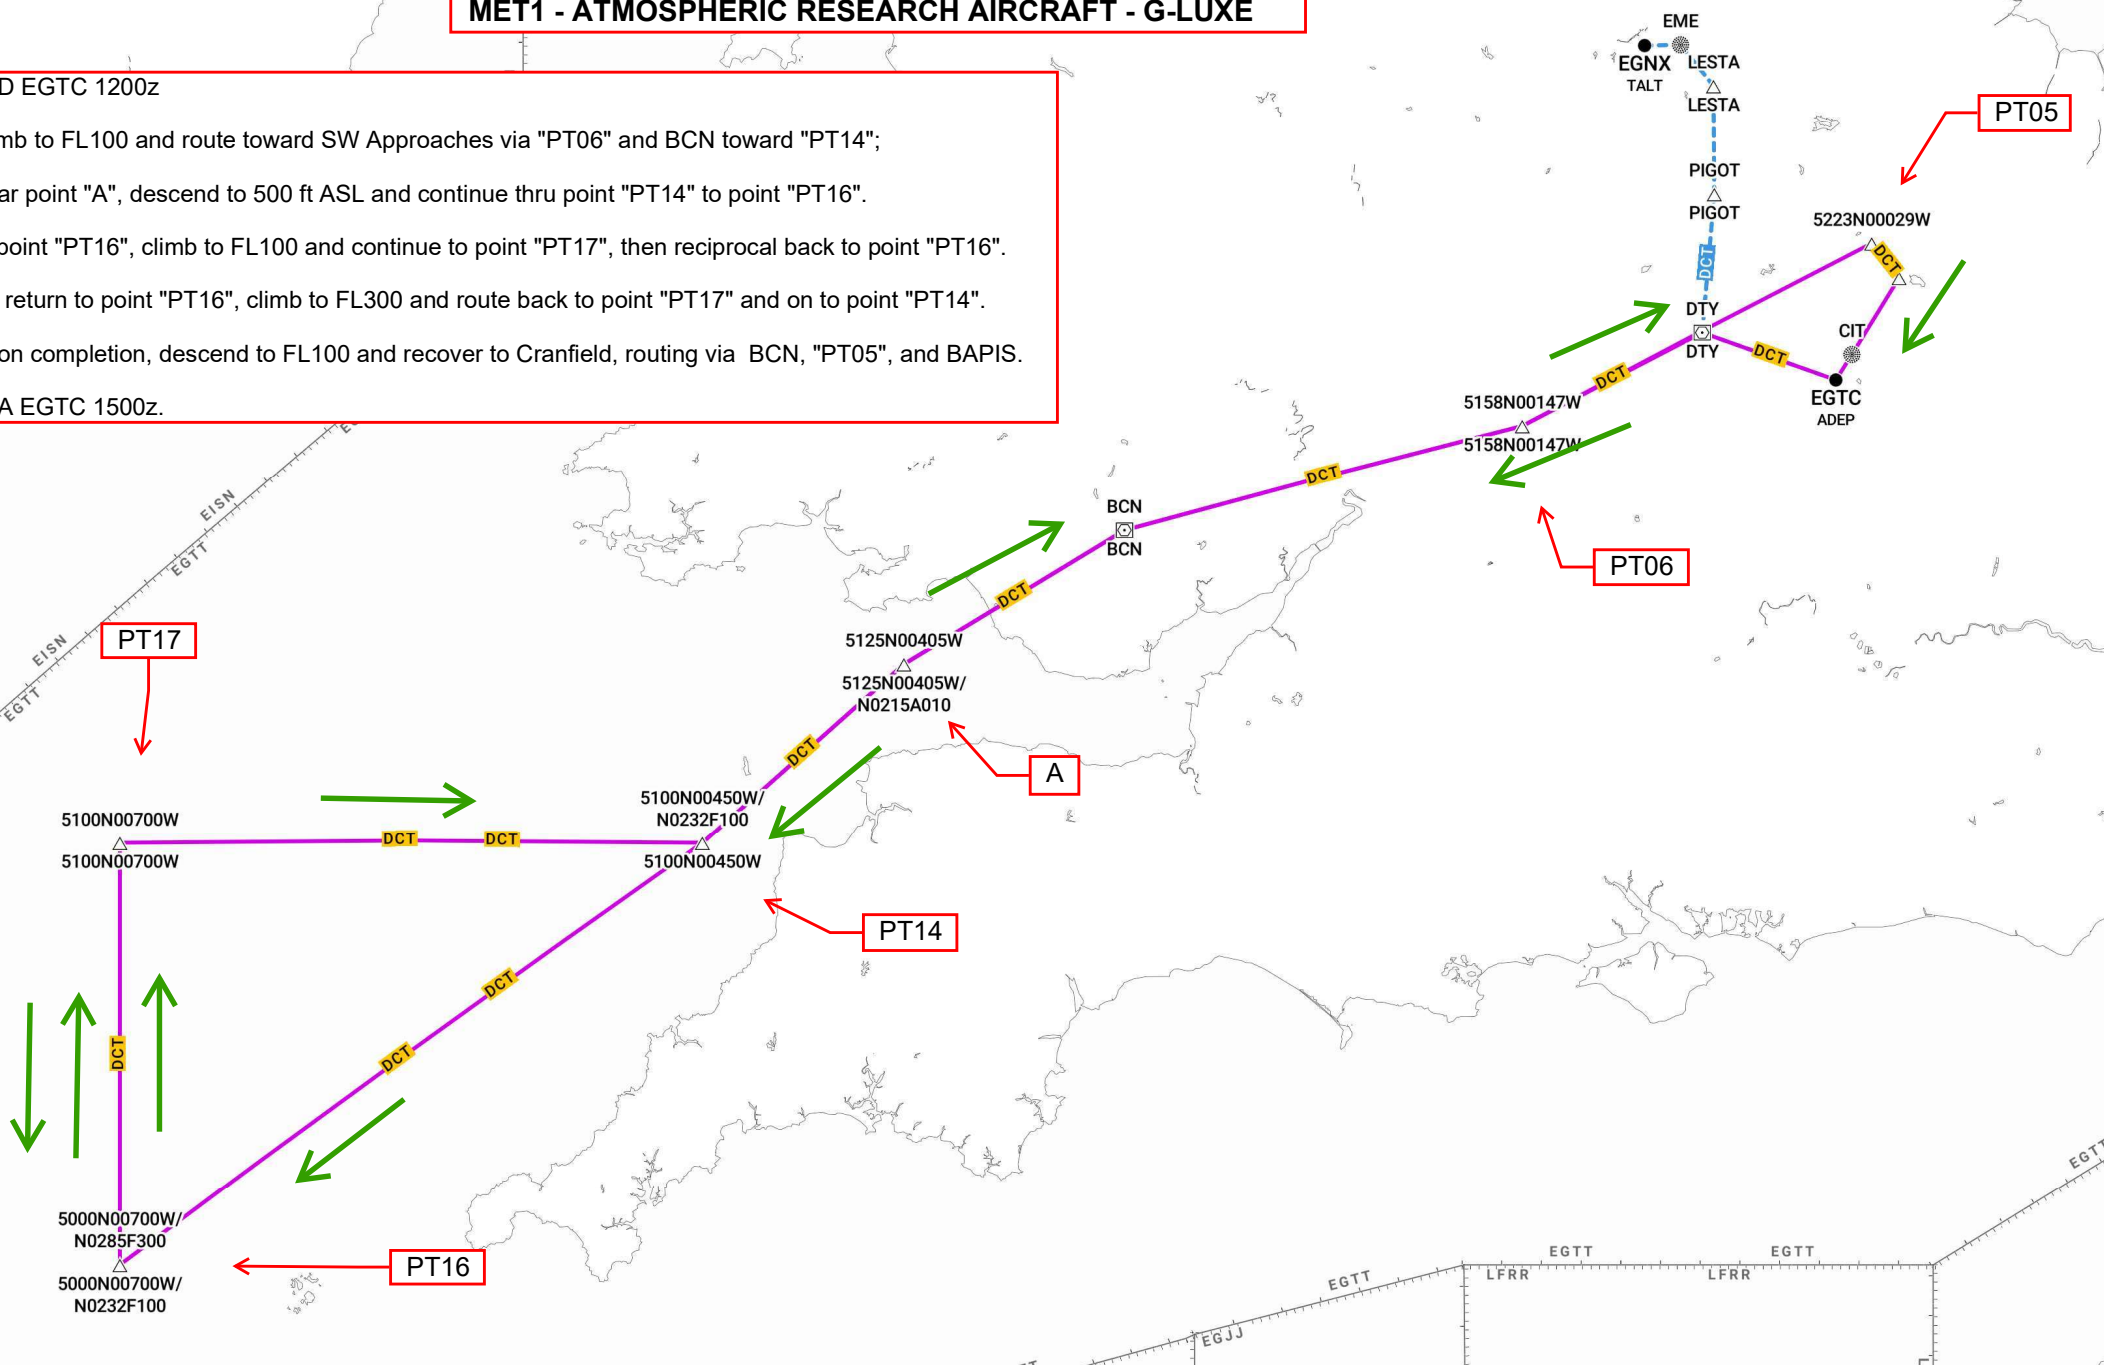 MET1 - ATMOSPHERIC RESEARCH AIRCRAFT - G-LUXE
D EGTC 1200z
mb to FL100 and route toward SW Approaches via "PT06" and BCN toward "PT14";
ar point "A", descend to 500 ft ASL and continue thru point "PT14" to point "PT16".
point "PT16", climb to FL100 and continue to point "PT17", then reciprocal back to point "PT16".
return to point "PT16", climb to FL300 and route back to point "PT17" and on to point "PT14".
on completion, descend to FL100 and recover to Cranfield, routing via BCN, "PT05", and BAPIS.
A EGTC 1500z.
EME
EGNX
TALT
LESTA
LESTA
PT05
PIGOT
PIGOT
5223N00029W
DCT
DCT
DTY
DTY
CIT
DCT
EGTC
ADEP
DCT
5158N00147W
5158N00147W
DCT
PT06
BCN
BCN
DCT
EISN
EGTT
EISN
EGTT
PT17
5125N00405W
5125N00405W/
N0215A010
DCT
A
5100N00450W/
N0232F100
5100N00450W
5100N00700W
5100N00700W
DCT
DCT
PT14
DCT
DCT
DCT
5000N00700W/
N0285F300
5000N00700W/
N0232F100
PT16
EGTT
EGTT
EGTT
LFRR
LFRR
EGTT
EGJJ